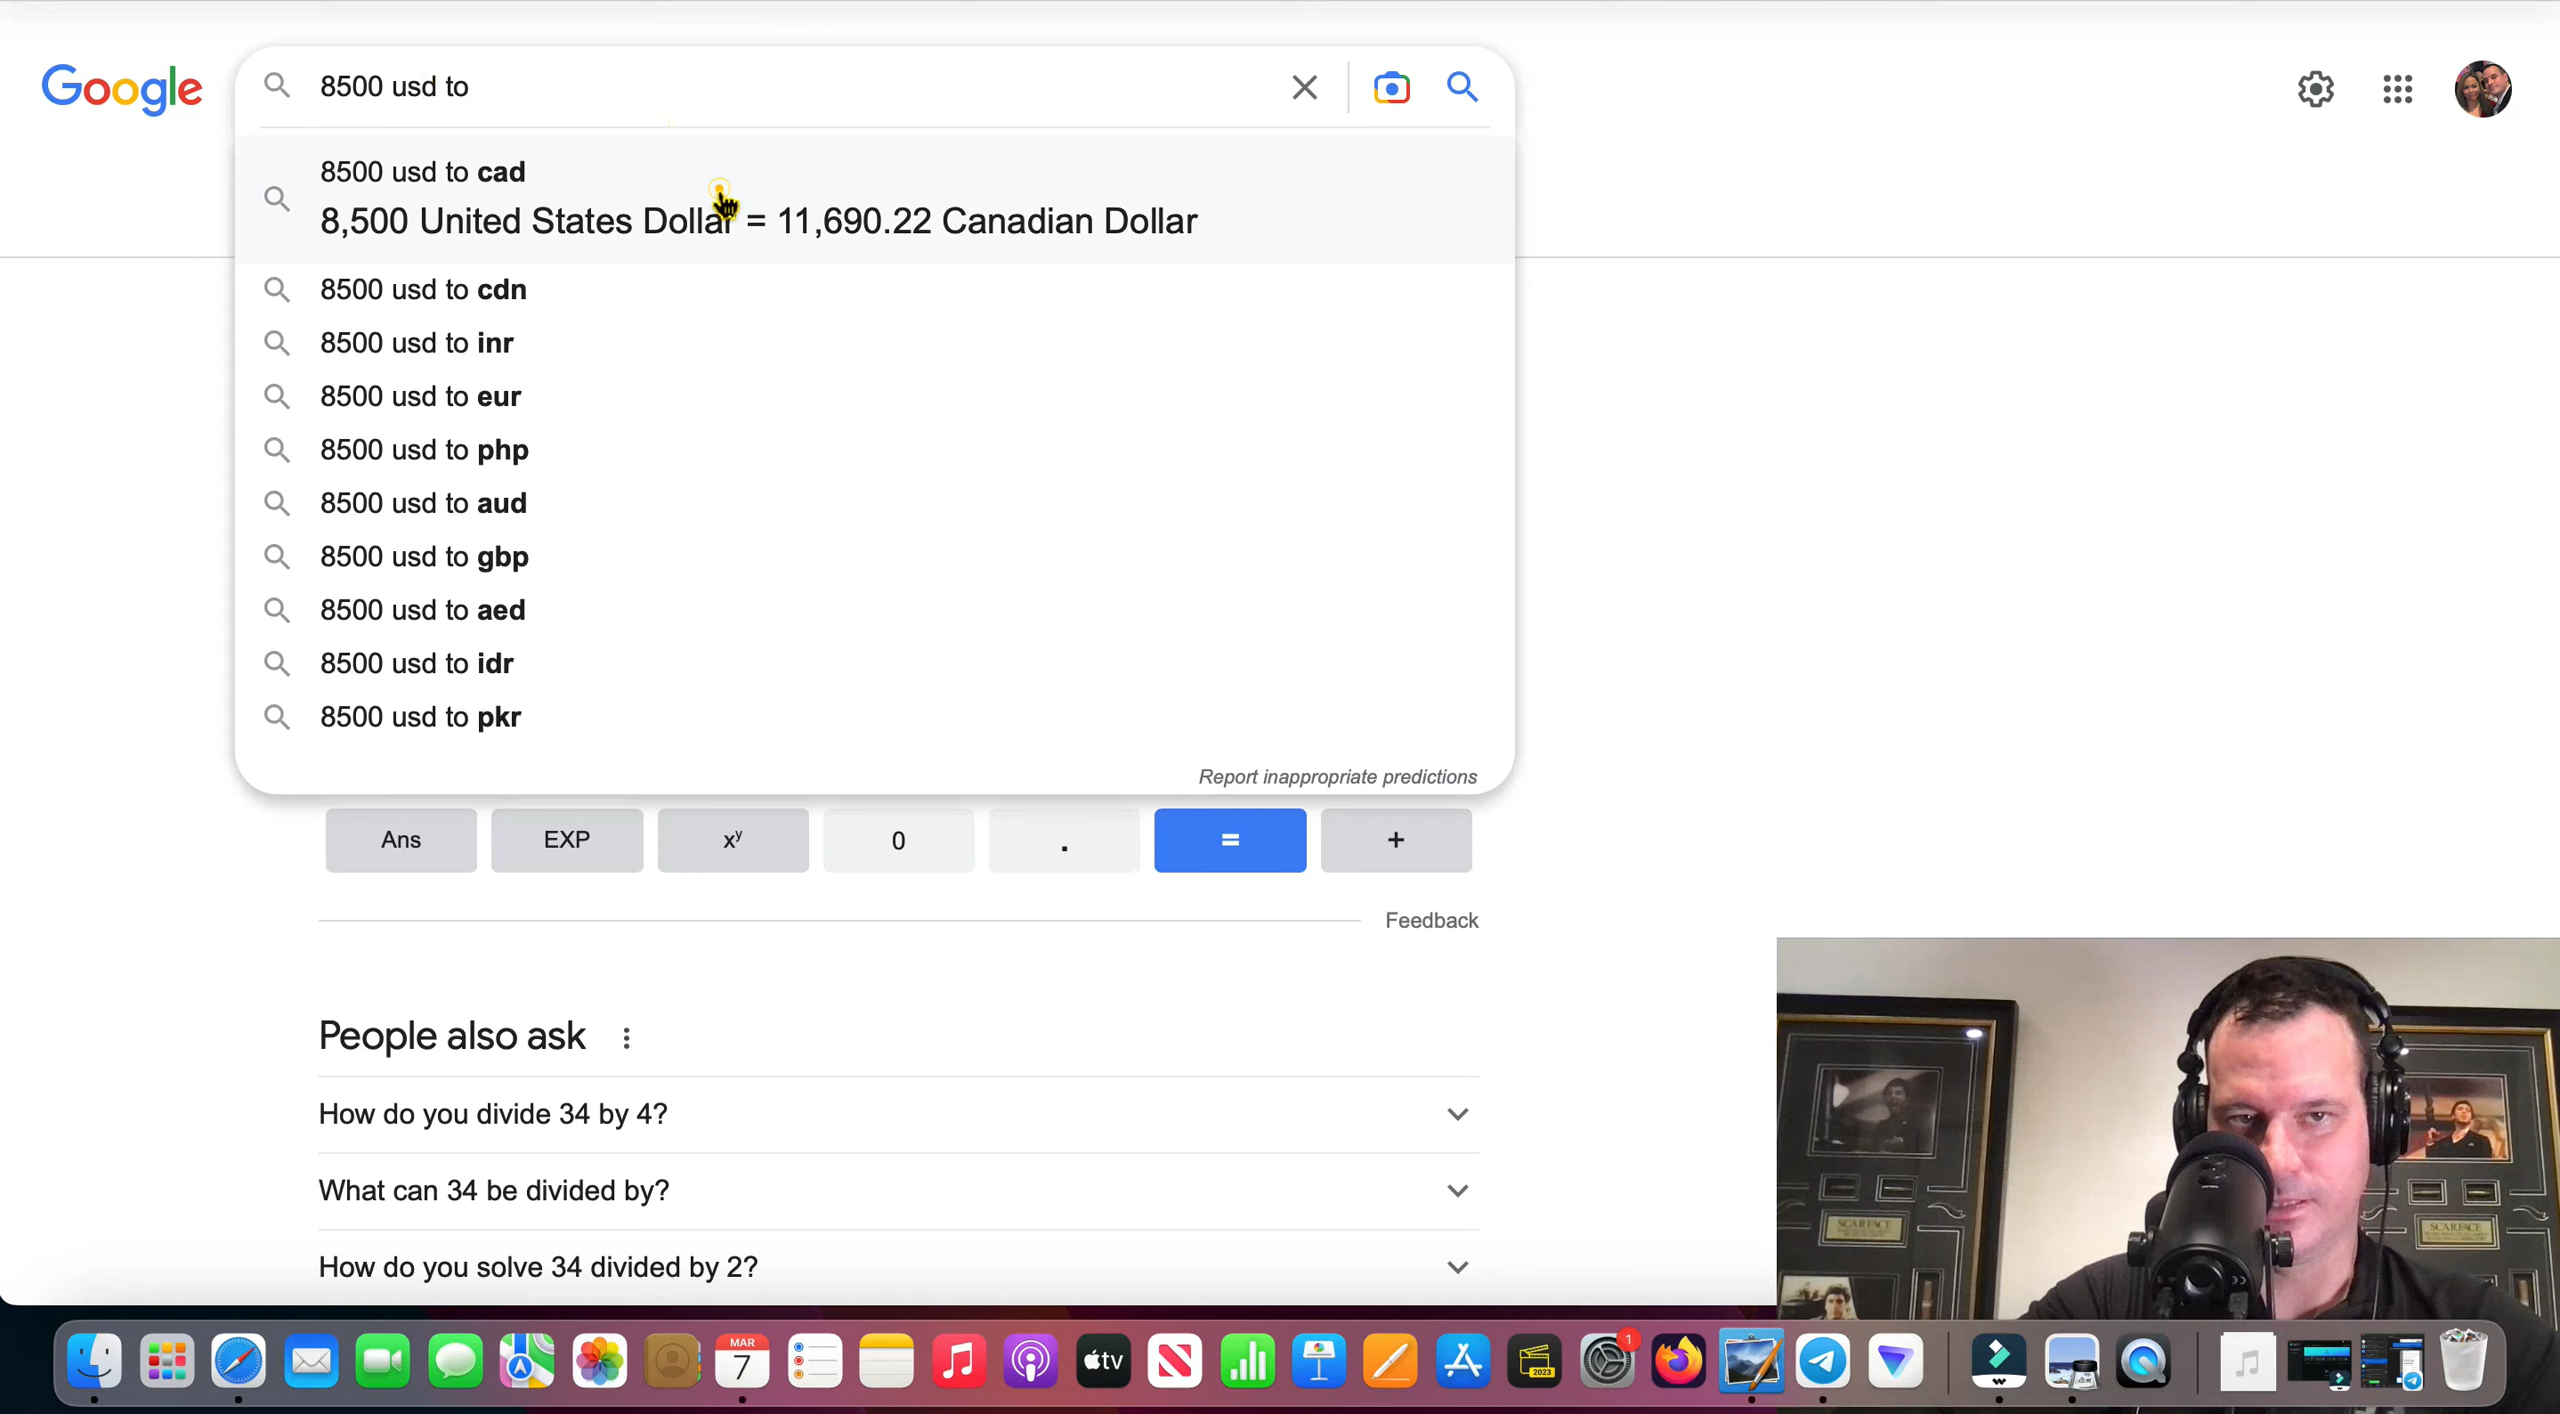 Google
8500 usd to
8500 usd to cad
8,500 United States Dollar = 11,690.22 Canadian Dollar
8500 usd to cdn
8500 usd to inr
8500 usd to eur
8500 usd to php
8500 usd to aud
8500 usd to gbp
8500 usd to aed
8500 usd to idr
8500 usd to pkr
Report inappropriate predictions
Ans
EXP
xʸ
0
.
=
+
Feedback
People also ask
How do you divide 34 by 4?
What can 34 be divided by?
How do you solve 34 divided by 2?
SCARFACE
SCARFACE
MAR
7
tv
2023
1